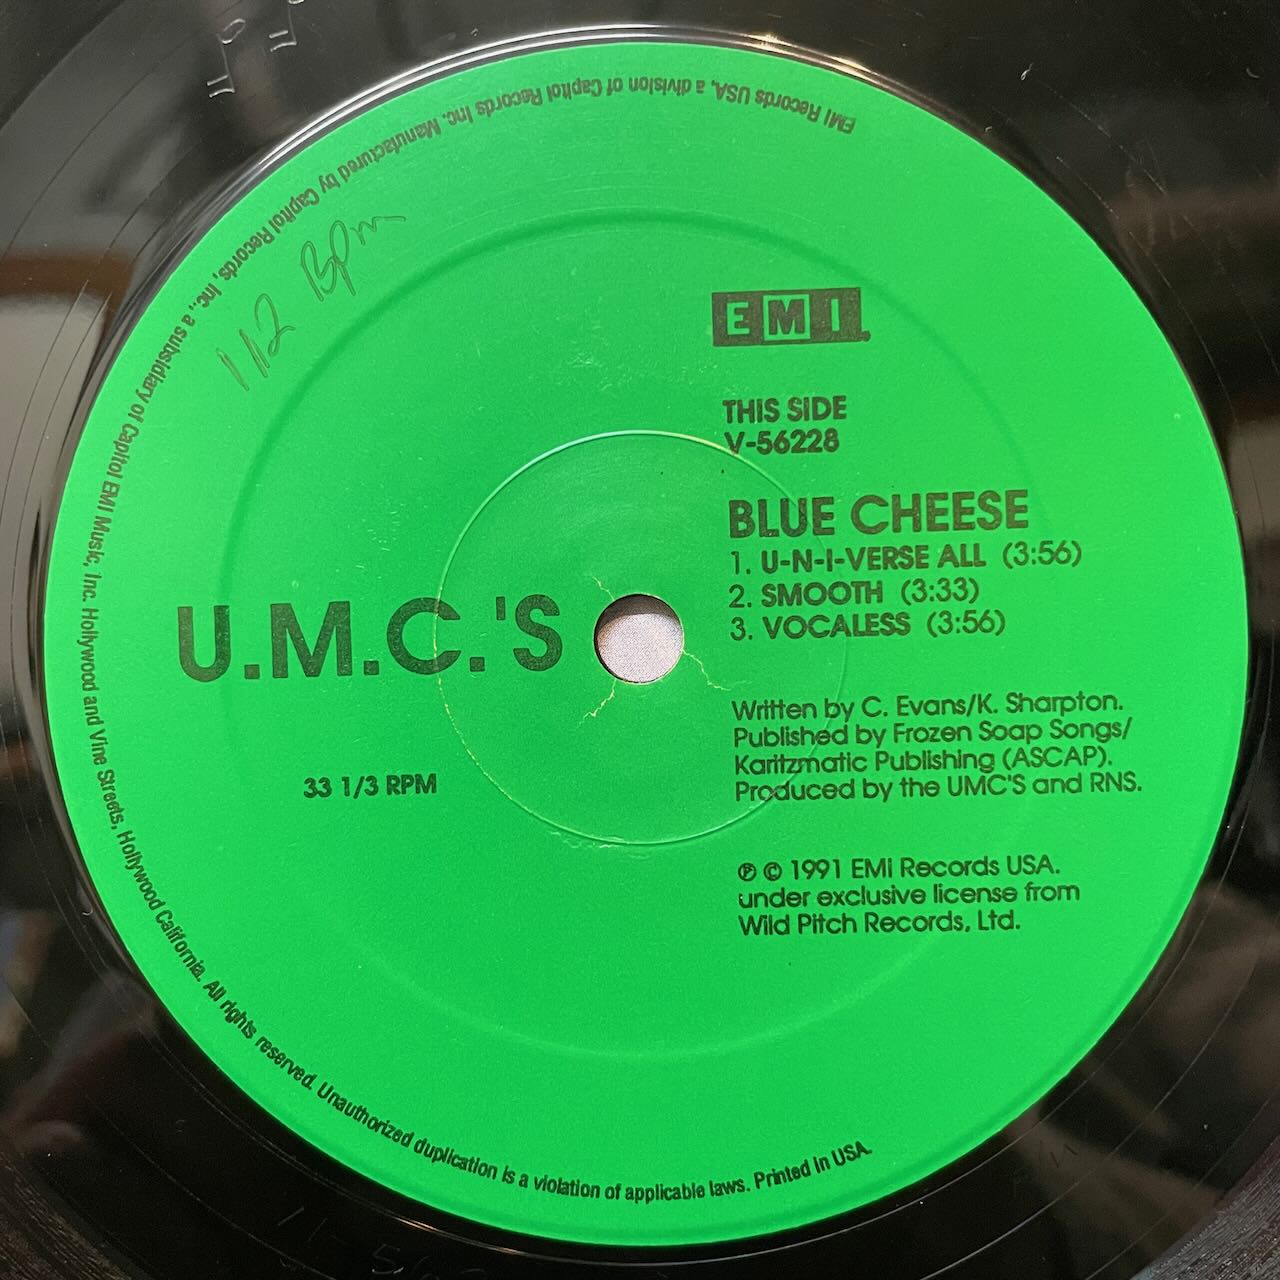 EMI Records USA, a division of Capitol Records Inc. Manufactured by Capitol Records, Inc., a subsidiary of Capitol EMI Music, Inc. Hollywood and Vine Streets, Hollywood California. All rights reserved. Unauthorized duplication is a violation of applicable laws. Printed in USA.
112 BPM
EMI
THIS SIDE
V-56228
BLUE CHEESE
1. U-N-I-VERSE ALL (3:56)
2. SMOOTH (3:33)
3. VOCALESS (3:56)
U.M.C.'S
Written by C. Evans/K. Sharpton.
Published by Frozen Soap Songs/
Karitzmatic Publishing (ASCAP).
Produced by the UMC'S and RNS.
33 1/3 RPM
℗ © 1991 EMI Records USA.
under exclusive license from
Wild Pitch Records, Ltd.